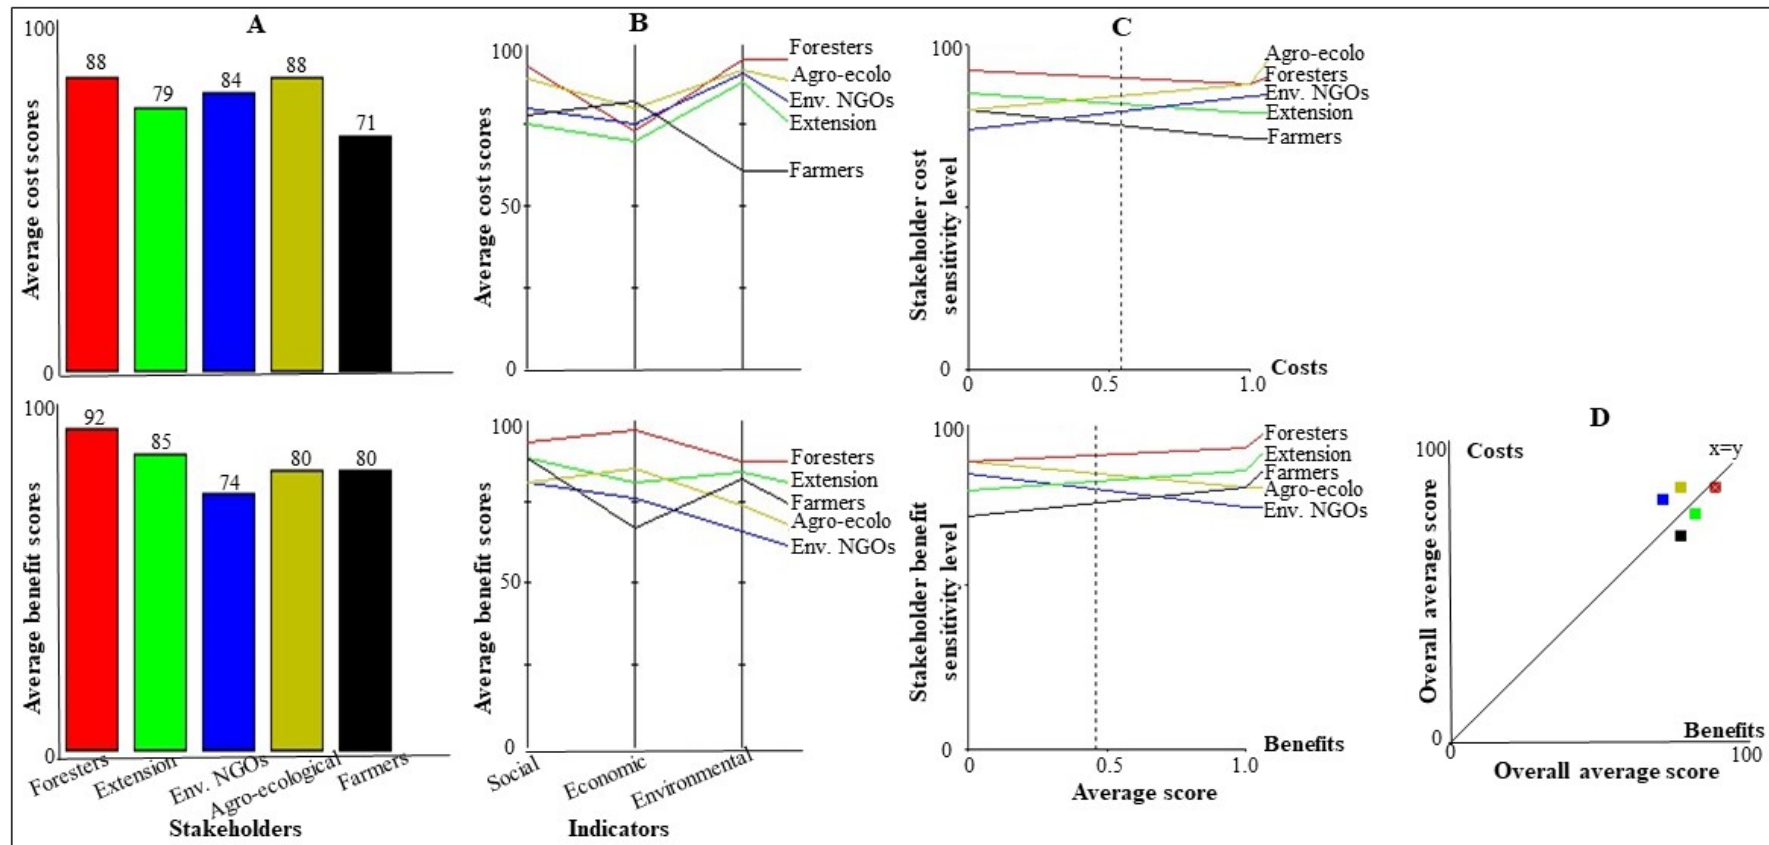 A
100
Average cost scores
88
79
84
88
71
0
B
100
Average cost scores
50
0
Foresters
Agro-ecolo
Env. NGOs
Extension
Farmers
C
100
Stakeholder cost
sensitivity level
Agro-ecolo
Foresters
Env. NGOs
Extension
Farmers
0
0
0.5
1.0
Costs
100
Average benefit scores
92
85
74
80
80
0
Foresters
Extension
Env. NGOs
Agro-ecological
Farmers
Stakeholders
100
Average benefit scores
50
0
Foresters
Extension
Farmers
Agro-ecolo
Env. NGOs
Social
Economic
Environmental
Indicators
100
Stakeholder benefit
sensitivity level
Foresters
Extension
Farmers
Agro-ecolo
Env. NGOs
0
0
0.5
1.0
Benefits
Average score
D
100
Costs
x=y
Overall average score
0
Benefits
100
Overall average score